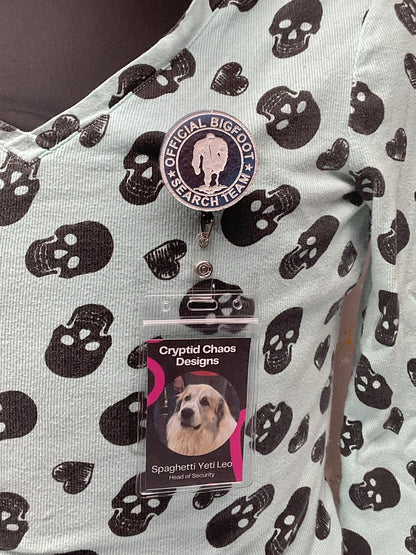 OFFICIAL BIGFOOT
★ SEARCH TEAM ★
Cryptid Chaos
Designs
Spaghetti Yeti Leo
Head of Security